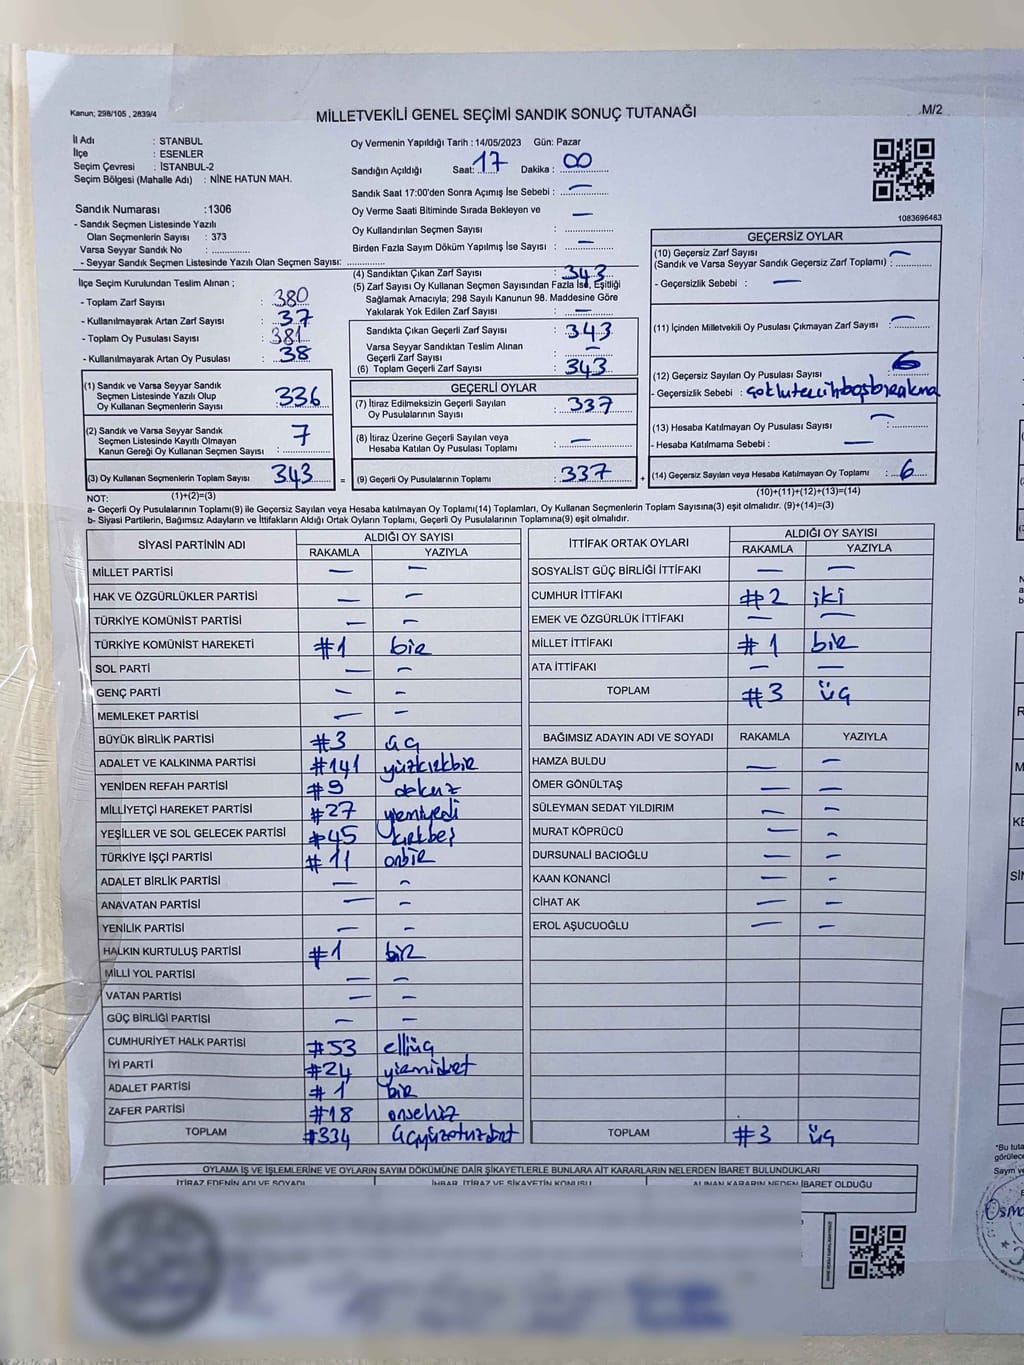 Kanun; 298/105 , 2839/4
MİLLETVEKİLİ GENEL SEÇİMİ SANDIK SONUÇ TUTANAĞI
M/2
İl Adı : STANBUL
İlçe : ESENLER
Seçim Çevresi : İSTANBUL-2
Seçim Bölgesi (Mahalle Adı) : NİNE HATUN MAH.
Sandık Numarası :1306
- Sandık Seçmen Listesinde Yazılı
Olan Seçmenlerin Sayısı : 373
Varsa Seyyar Sandık No :
- Seyyar Sandık Seçmen Listesinde Yazılı Olan Seçmen Sayısı:
Oy Vermenin Yapıldığı Tarih : 14/05/2023 Gün: Pazar
Sandığın Açıldığı Saat: 17 Dakika : 00
Sandık Saat 17:00'den Sonra Açımış İse Sebebi : —
Oy Verme Saati Bitiminde Sırada Bekleyen ve
Oy Kullandırılan Seçmen Sayısı : —
Birden Fazla Sayım Döküm Yapılmış İse Sayısı : —
1083696483
İlçe Seçim Kurulundan Teslim Alınan ;
- Toplam Zarf Sayısı : 380
- Kullanılmayarak Artan Zarf Sayısı : 37
- Toplam Oy Pusulası Sayısı : 381
- Kullanılmayarak Artan Oy Pusulası : 38
(1) Sandık ve Varsa Seyyar Sandık
Seçmen Listesinde Yazılı Olup
Oy Kullanan Seçmenlerin Sayısı : 336
(2) Sandık ve Varsa Seyyar Sandık
Seçmen Listesinde Kayıtlı Olmayan
Kanun Gereği Oy Kullanan Seçmen Sayısı : 7
(3) Oy Kullanan Seçmenlerin Toplam Sayısı : 343
(4) Sandıktan Çıkan Zarf Sayısı : 343
(5) Zarf Sayısı Oy Kullanan Seçmen Sayısından Fazla İse, Eşitliği
Sağlamak Amacıyla; 298 Sayılı Kanunun 98. Maddesine Göre
Yakılarak Yok Edilen Zarf Sayısı : —
Sandıkta Çıkan Geçerli Zarf Sayısı : 343
Varsa Seyyar Sandıktan Teslim Alınan
Geçerli Zarf Sayısı : —
(6) Toplam Geçerli Zarf Sayısı : 343
GEÇERLİ OYLAR
(7) İtiraz Edilmeksizin Geçerli Sayılan
Oy Pusulalarının Sayısı : 337
(8) İtiraz Üzerine Geçerli Sayılan veya
Hesaba Katılan Oy Pusulası Toplamı : —
= (9) Geçerli Oy Pusulalarının Toplamı : 337 +
GEÇERSİZ OYLAR
(10) Geçersiz Zarf Sayısı
(Sandık ve Varsa Seyyar Sandık Geçersiz Zarf Toplamı) : —
- Geçersizlik Sebebi : —
(11) İçinden Milletvekili Oy Pusulası Çıkmayan Zarf Sayısı : —
(12) Geçersiz Sayılan Oy Pusulası Sayısı : 6
- Geçersizlik Sebebi :
(13) Hesaba Katılmayan Oy Pusulası Sayısı : —
- Hesaba Katılmama Sebebi : —
(14) Geçersiz Sayılan veya Hesaba Katılmayan Oy Toplamı : 6
NOT: (1)+(2)=(3)
(10)+(11)+(12)+(13)=(14)
a- Geçerli Oy Pusulalarının Toplamı(9) ile Geçersiz Sayılan veya Hesaba katılmayan Oy Toplamı(14) Toplamları, Oy Kullanan Seçmenlerin Toplam Sayısına(3) eşit olmalıdır. (9)+(14)=(3)
b- Siyasi Partilerin, Bağımsız Adayların ve İttifakların Aldığı Ortak Oyların Toplamı, Geçerli Oy Pusulalarının Toplamına(9) eşit olmalıdır.
SİYASİ PARTİNİN ADI ALDIĞI OY SAYISI
RAKAMLA YAZIYLA
MİLLET PARTİSİ — —
HAK VE ÖZGÜRLÜKLER PARTİSİ — —
TÜRKİYE KOMÜNİST PARTİSİ — —
TÜRKİYE KOMÜNİST HAREKETİ #1 bir
SOL PARTİ — —
GENÇ PARTİ — —
MEMLEKET PARTİSİ — —
BÜYÜK BİRLİK PARTİSİ #3 üç
ADALET VE KALKINMA PARTİSİ #141 yüzkırkbir
YENİDEN REFAH PARTİSİ #9 dokuz
MİLLİYETÇİ HAREKET PARTİSİ #27 yirmiyedi
YEŞİLLER VE SOL GELECEK PARTİSİ #45 kırkbeş
TÜRKİYE İŞÇİ PARTİSİ #11 onbir
ADALET BİRLİK PARTİSİ — —
ANAVATAN PARTİSİ — —
YENİLİK PARTİSİ — —
HALKIN KURTULUŞ PARTİSİ #1 bir
MİLLİ YOL PARTİSİ — —
VATAN PARTİSİ — —
GÜÇ BİRLİĞİ PARTİSİ — —
CUMHURİYET HALK PARTİSİ #53 elliüç
İYİ PARTİ #24 yirmidört
ADALET PARTİSİ #1 bir
ZAFER PARTİSİ #18 onsekiz
TOPLAM #334 üçyüzotuzdört
İTTİFAK ORTAK OYLARI ALDIĞI OY SAYISI
RAKAMLA YAZIYLA
SOSYALİST GÜÇ BİRLİĞİ İTTİFAKI — —
CUMHUR İTTİFAKI #2 iki
EMEK VE ÖZGÜRLÜK İTTİFAKI — —
MİLLET İTTİFAKI #1 bir
ATA İTTİFAKI — —
TOPLAM #3 üç
BAĞIMSIZ ADAYIN ADI VE SOYADI RAKAMLA YAZIYLA
HAMZA BULDU — —
ÖMER GÖNÜLTAŞ — —
SÜLEYMAN SEDAT YILDIRIM — —
MURAT KÖPRÜCÜ — —
DURSUNALİ BACIOĞLU — —
KAAN KONANCİ — —
CİHAT AK — —
EROL AŞUCUOĞLU — —
TOPLAM #3 üç
OYLAMA İŞ VE İŞLEMLERİNE VE OYLARIN SAYIM DÖKÜMÜNE DAİR ŞİKAYETLERLE BUNLARA AİT KARARLARIN NELERDEN İBARET BULUNDUKLARI
İTİRAZ EDENİN ADI VE SOYADI İHBAR, İTİRAZ VE ŞİKAYETİN KONUSU ALINAN KARARIN NEDEN İBARET OLDUĞU